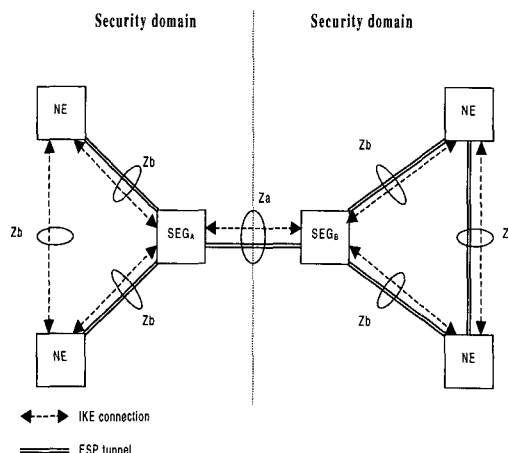 Security domain
Security domain
NE
NE
Zb
Zb
Za
Zb
SEGA
SEGB
Z
Zb
Zb
NE
NE
IKE connection
ESP tunnel